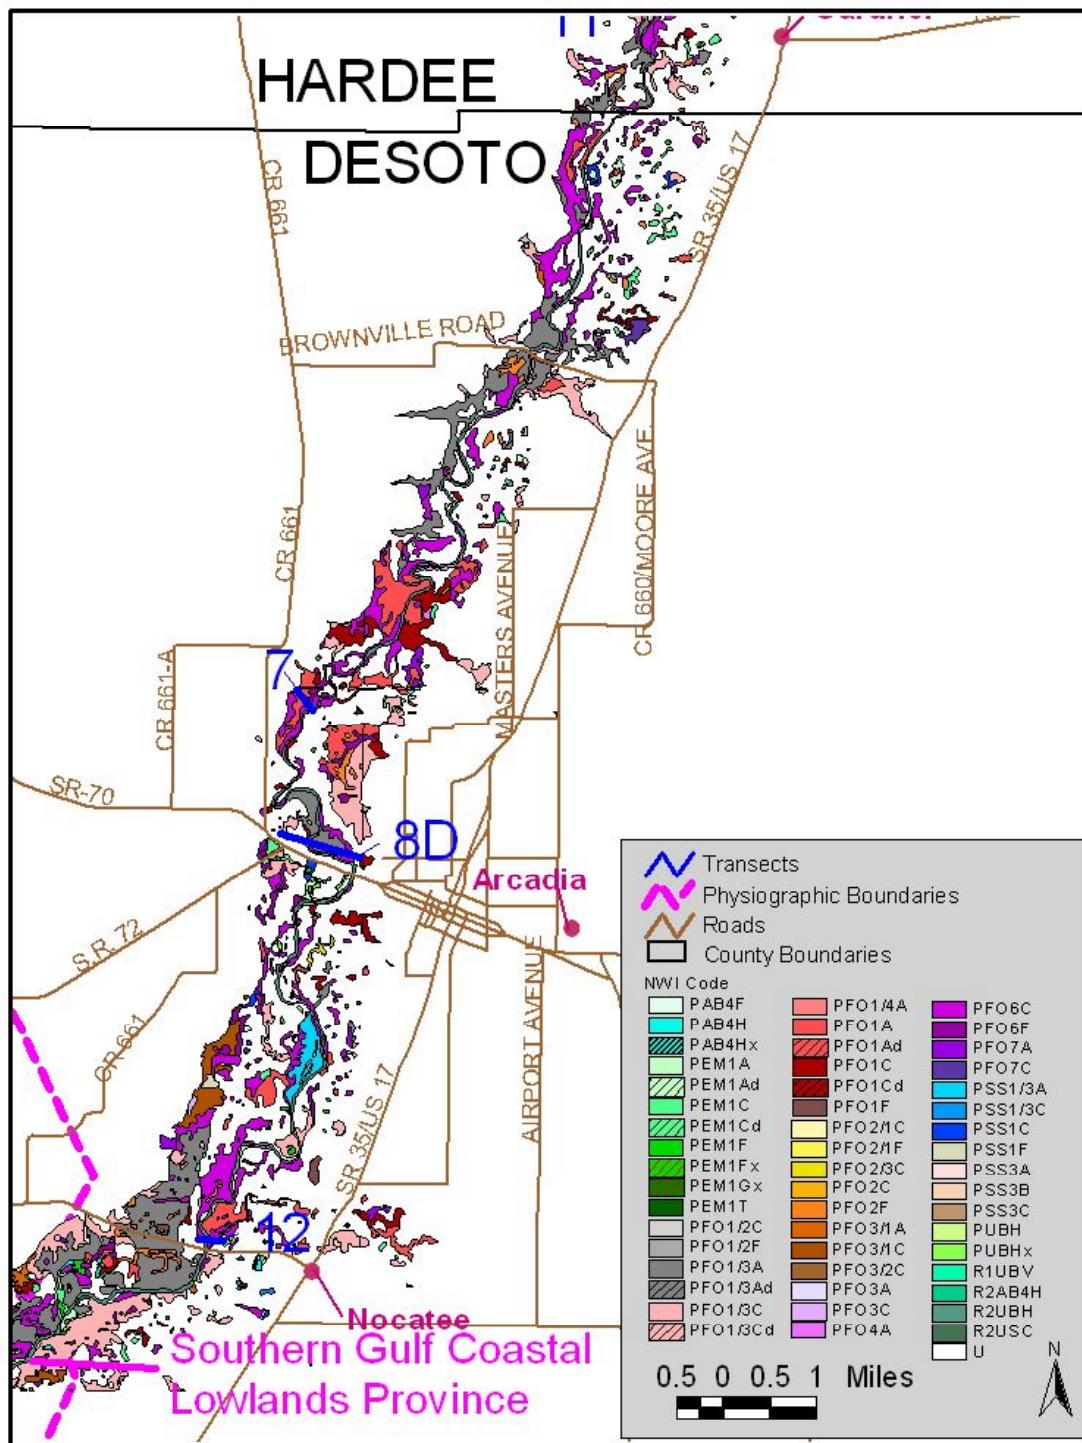 11
HARDEE
DESOTO
CR 661
SR 35/US 17
BROWNVILLE ROAD
CR 661
MASTERS AVENUE
CR 660/MOORE AVE
CR 661-A
7
SR-70
8D
Arcadia
S.R. 72
CR 661
SR 35/US 17
AIRPORT AVENUE
12
Nocatee
Southern Gulf Coastal
Lowlands Province
Transects
Physiographic Boundaries
Roads
County Boundaries
NWI Code
PAB4F
PAB4H
PAB4Hx
PEM1A
PEM1Ad
PEM1C
PEM1Cd
PEM1F
PEM1Fx
PEM1Gx
PEM1T
PFO1/2C
PFO1/2F
PFO1/3A
PFO1/3Ad
PFO1/3C
PFO1/3Cd
PFO1/4A
PFO1A
PFO1Ad
PFO1C
PFO1Cd
PFO1F
PFO2/1C
PFO2/1F
PFO2/3C
PFO2C
PFO2F
PFO3/1A
PFO3/1C
PFO3/2C
PFO3A
PFO3C
PFO4A
PFO6C
PFO6F
PFO7A
PFO7C
PSS1/3A
PSS1/3C
PSS1C
PSS1F
PSS3A
PSS3B
PSS3C
PUBH
PUBHx
R1UBV
R2AB4H
R2UBH
R2USC
U
0.5 0 0.5 1 Miles
N